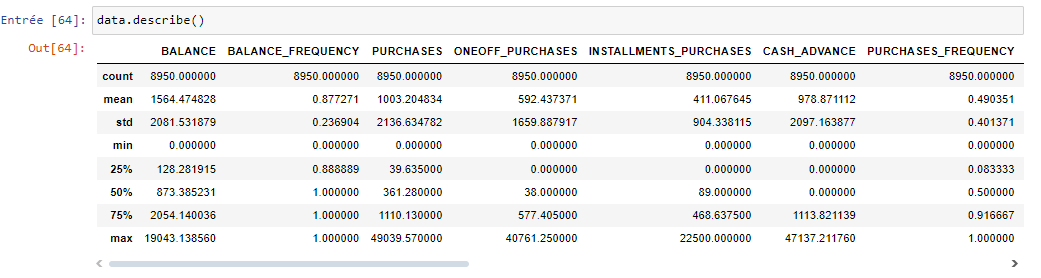 Entrée [64]: data.describe()
Out[64]:
BALANCE BALANCE_FREQUENCY PURCHASES ONEOFF_PURCHASES INSTALLMENTS_PURCHASES CASH_ADVANCE PURCHASES_FREQUENCY
count 8950.000000 8950.000000 8950.000000 8950.000000 8950.000000 8950.000000 8950.000000
mean 1564.474828 0.877271 1003.204834 592.437371 411.067645 978.871112 0.490351
std 2081.531879 0.236904 2136.634782 1659.887917 904.338115 2097.163877 0.401371
min 0.000000 0.000000 0.000000 0.000000 0.000000 0.000000 0.000000
25% 128.281915 0.888889 39.635000 0.000000 0.000000 0.000000 0.083333
50% 873.385231 1.000000 361.280000 38.000000 89.000000 0.000000 0.500000
75% 2054.140036 1.000000 1110.130000 577.405000 468.637500 1113.821139 0.916667
max 19043.138560 1.000000 49039.570000 40761.250000 22500.000000 47137.211760 1.000000